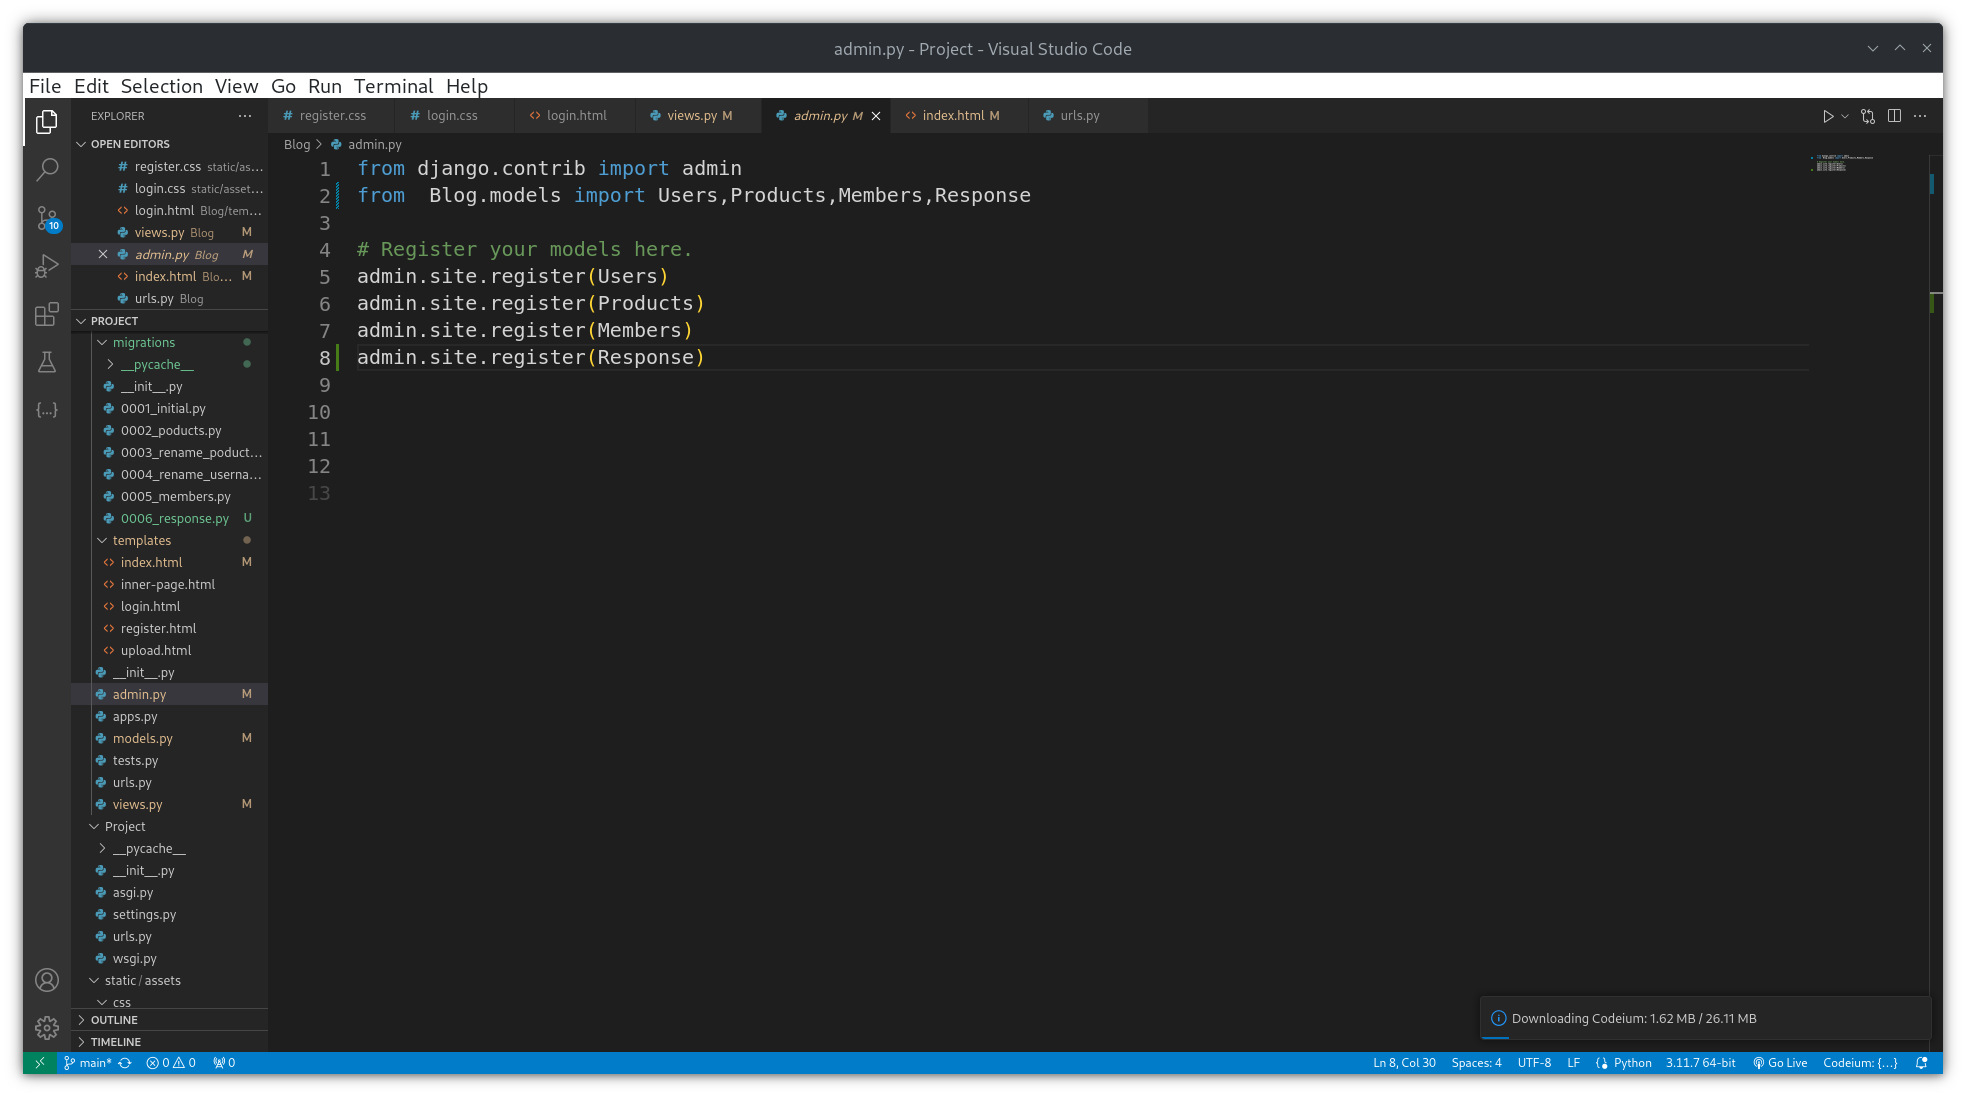 admin.py - Project - Visual Studio Code
File Edit Selection View Go Run Terminal Help
EXPLORER
OPEN EDITORS
register.css static/as...
login.css static/asset...
login.html Blog/tem...
views.py Blog M
admin.py Blog M
index.html Blo... M
urls.py Blog
PROJECT
migrations
__pycache__
__init__.py
0001_initial.py
0002_poducts.py
0003_rename_poduct...
0004_rename_userna...
0005_members.py
0006_response.py U
templates
index.html M
inner-page.html
login.html
register.html
upload.html
__init__.py
admin.py M
apps.py
models.py M
tests.py
urls.py
views.py M
Project
__pycache__
__init__.py
asgi.py
settings.py
urls.py
wsgi.py
static / assets
css
OUTLINE
TIMELINE
10
register.css login.css login.html views.py M admin.py M index.html M urls.py
Blog > admin.py
1 from django.contrib import admin
2 from  Blog.models import Users,Products,Members,Response
3
4 # Register your models here.
5 admin.site.register(Users)
6 admin.site.register(Products)
7 admin.site.register(Members)
8 admin.site.register(Response)
9
10
11
12
13
Downloading Codeium: 1.62 MB / 26.11 MB
main* 0 0 0 Ln 8, Col 30 Spaces: 4 UTF-8 LF Python 3.11.7 64-bit Go Live Codeium: {...}